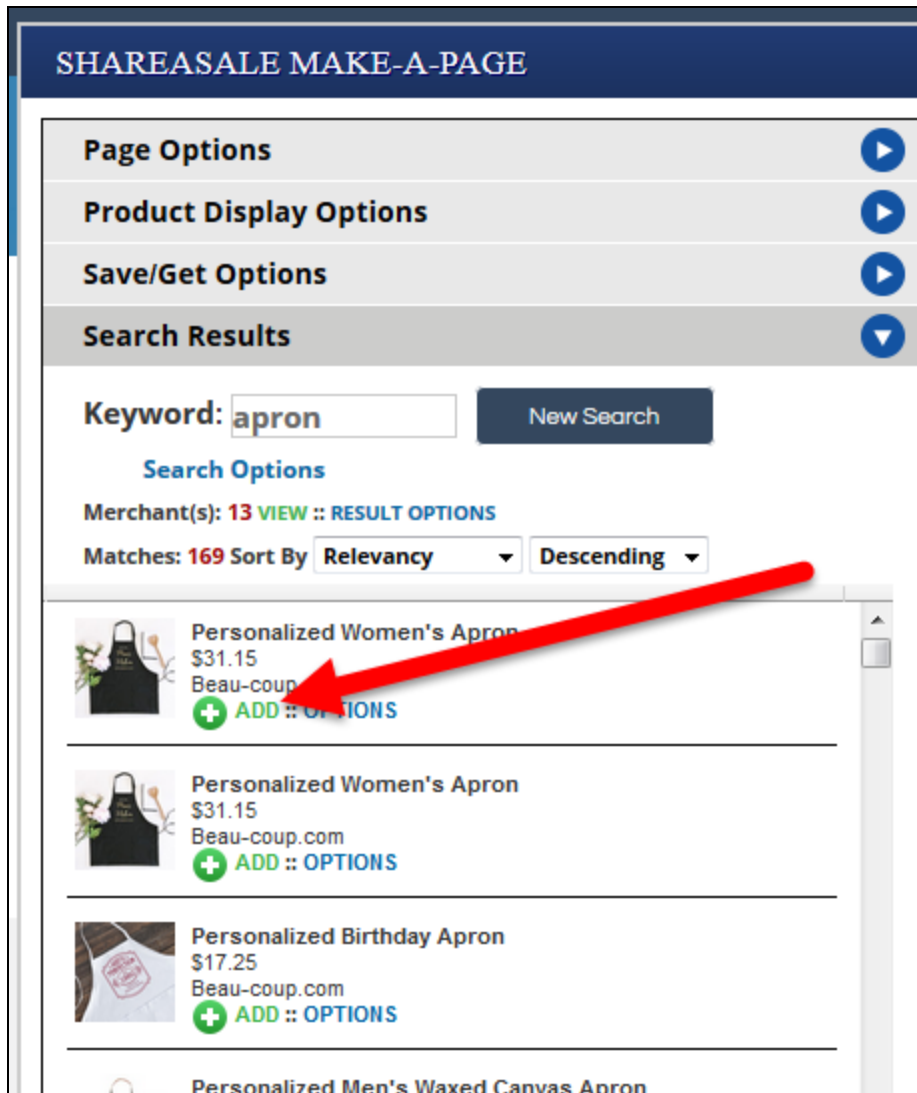 SHAREASALE MAKE-A-PAGE
Page Options
Product Display Options
Save/Get Options
Search Results
Keyword: apron New Search
Search Options
Merchant(s): 13 VIEW :: RESULT OPTIONS
Matches: 169 Sort By Relevancy Descending
Personalized Women's Apron
$31.15
Beau-coup
ADD :: OPTIONS
Personalized Women's Apron
$31.15
Beau-coup.com
ADD :: OPTIONS
Personalized Birthday Apron
$17.25
Beau-coup.com
ADD :: OPTIONS
Personalized Men's Waxed Canvas Apron